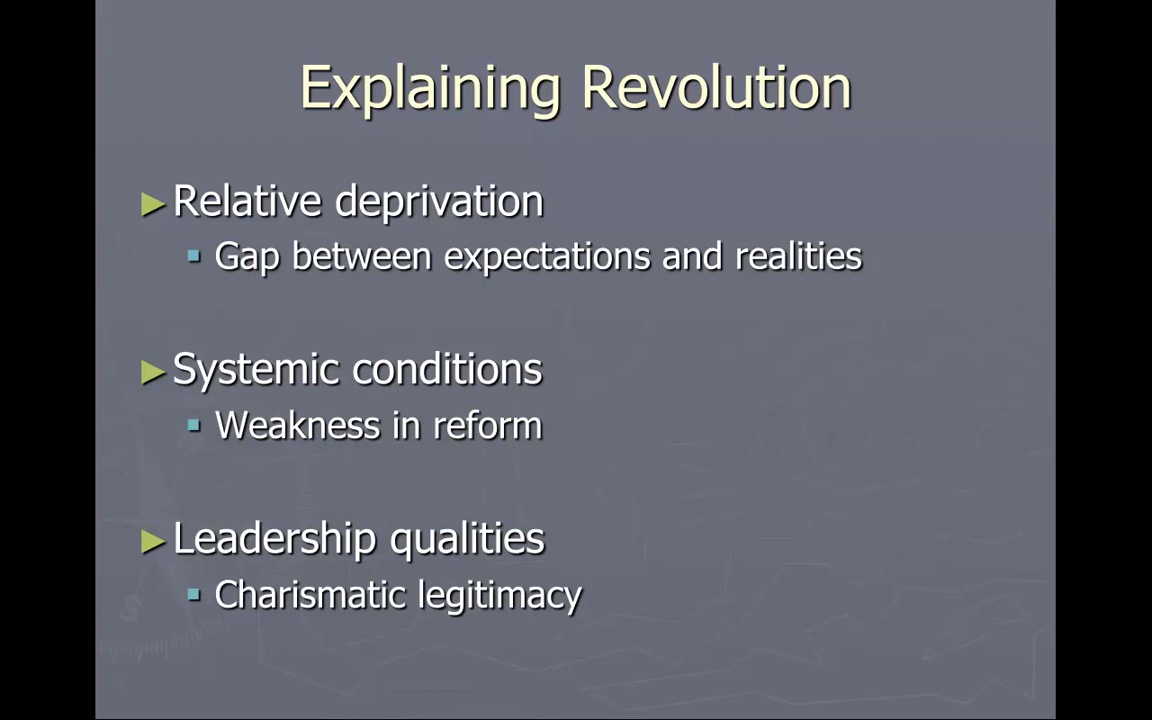 Explaining Revolution
► Relative deprivation
▪ Gap between expectations and realities
► Systemic conditions
▪ Weakness in reform
► Leadership qualities
▪ Charismatic legitimacy